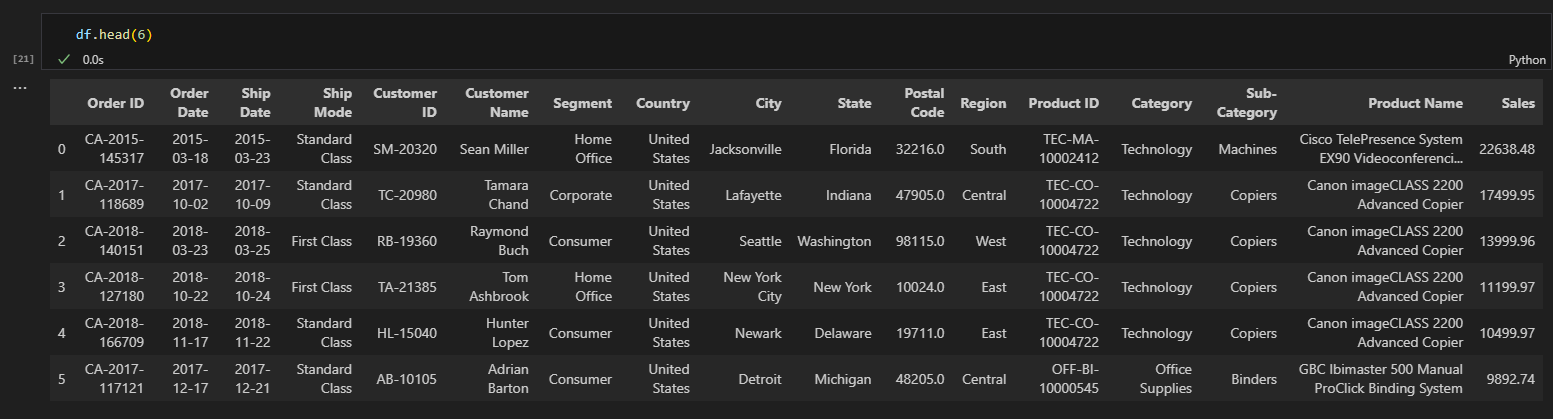 df.head(6)
[21]
0.0s
Python
...
Order ID Order Date Ship Date Ship Mode Customer ID Customer Name Segment Country City State Postal Code Region Product ID Category Sub-Category Product Name Sales
0 CA-2015-145317 2015-03-18 2015-03-23 Standard Class SM-20320 Sean Miller Home Office United States Jacksonville Florida 32216.0 South TEC-MA-10002412 Technology Machines Cisco TelePresence System EX90 Videoconferenci... 22638.48
1 CA-2017-118689 2017-10-02 2017-10-09 Standard Class TC-20980 Tamara Chand Corporate United States Lafayette Indiana 47905.0 Central TEC-CO-10004722 Technology Copiers Canon imageCLASS 2200 Advanced Copier 17499.95
2 CA-2018-140151 2018-03-23 2018-03-25 First Class RB-19360 Raymond Buch Consumer United States Seattle Washington 98115.0 West TEC-CO-10004722 Technology Copiers Canon imageCLASS 2200 Advanced Copier 13999.96
3 CA-2018-127180 2018-10-22 2018-10-24 First Class TA-21385 Tom Ashbrook Home Office United States New York City New York 10024.0 East TEC-CO-10004722 Technology Copiers Canon imageCLASS 2200 Advanced Copier 11199.97
4 CA-2018-166709 2018-11-17 2018-11-22 Standard Class HL-15040 Hunter Lopez Consumer United States Newark Delaware 19711.0 East TEC-CO-10004722 Technology Copiers Canon imageCLASS 2200 Advanced Copier 10499.97
5 CA-2017-117121 2017-12-17 2017-12-21 Standard Class AB-10105 Adrian Barton Consumer United States Detroit Michigan 48205.0 Central OFF-BI-10000545 Office Supplies Binders GBC Ibimaster 500 Manual ProClick Binding System 9892.74